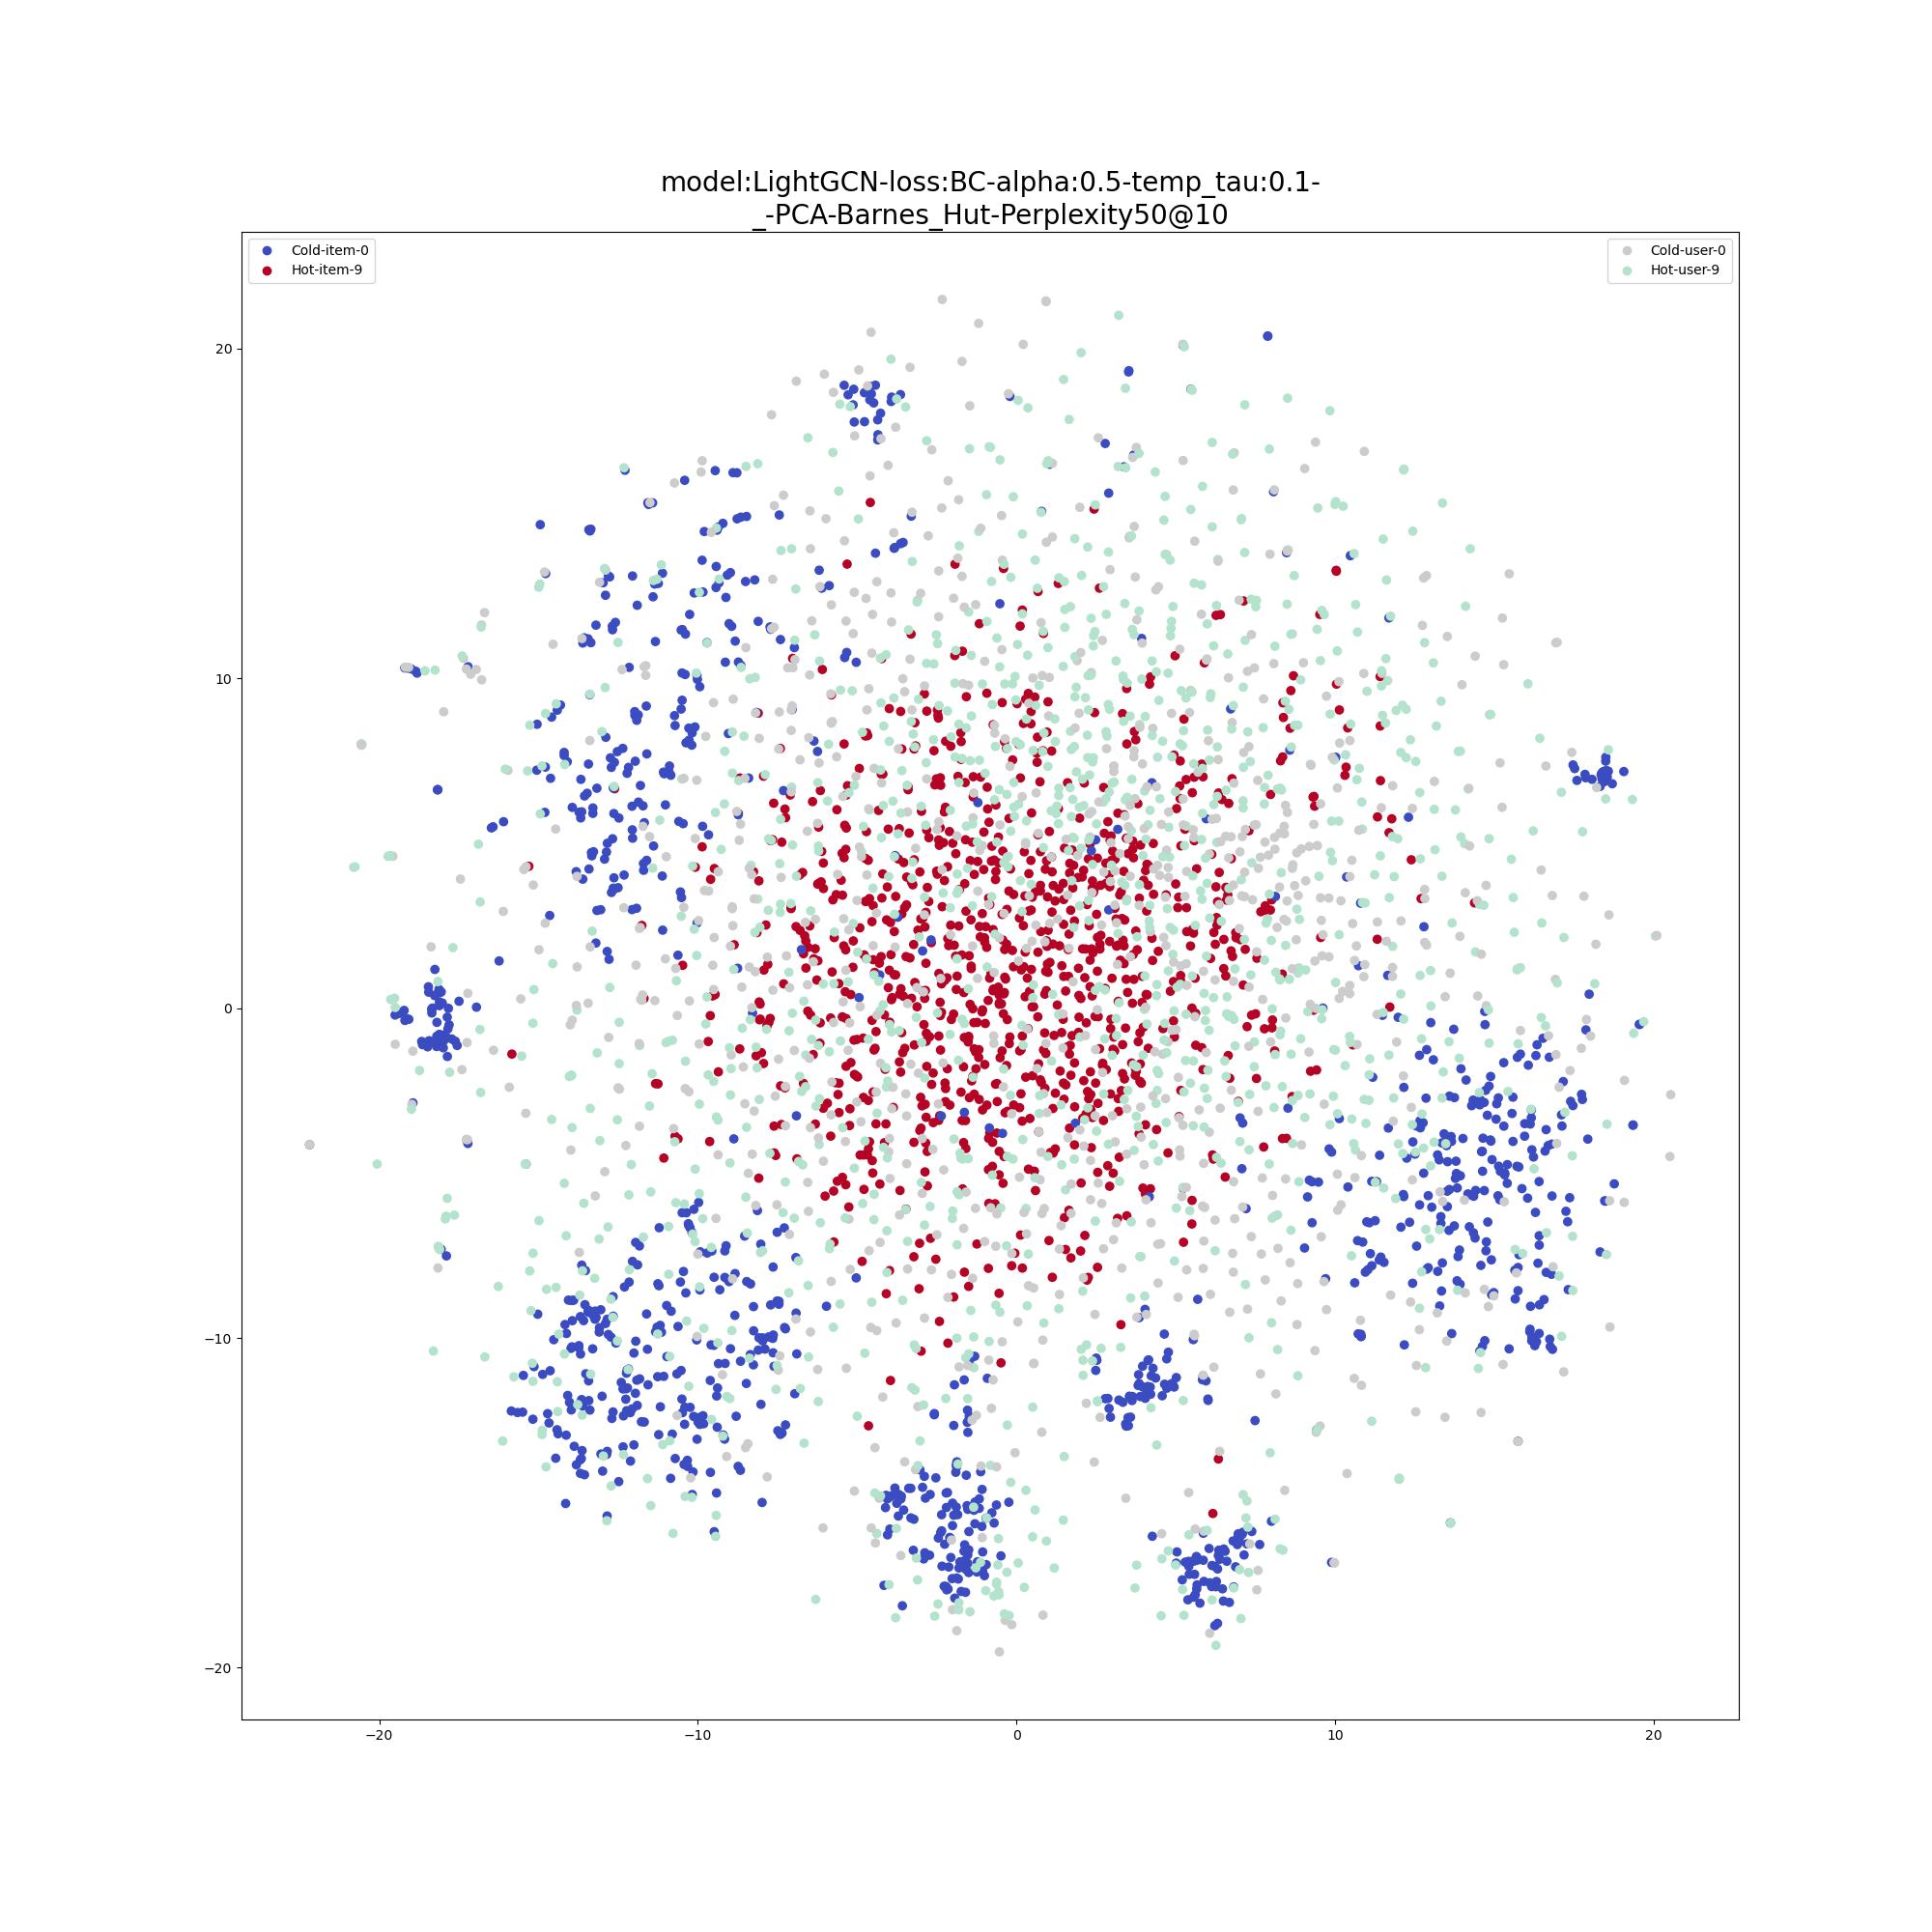 model:LightGCN-loss:BC-alpha:0.5-temp_tau:0.1-
_-PCA-Barnes_Hut-Perplexity50@10
Cold-item-0
Hot-item-9
Cold-user-0
Hot-user-9
20
10
0
−10
−20
−20
−10
0
10
20